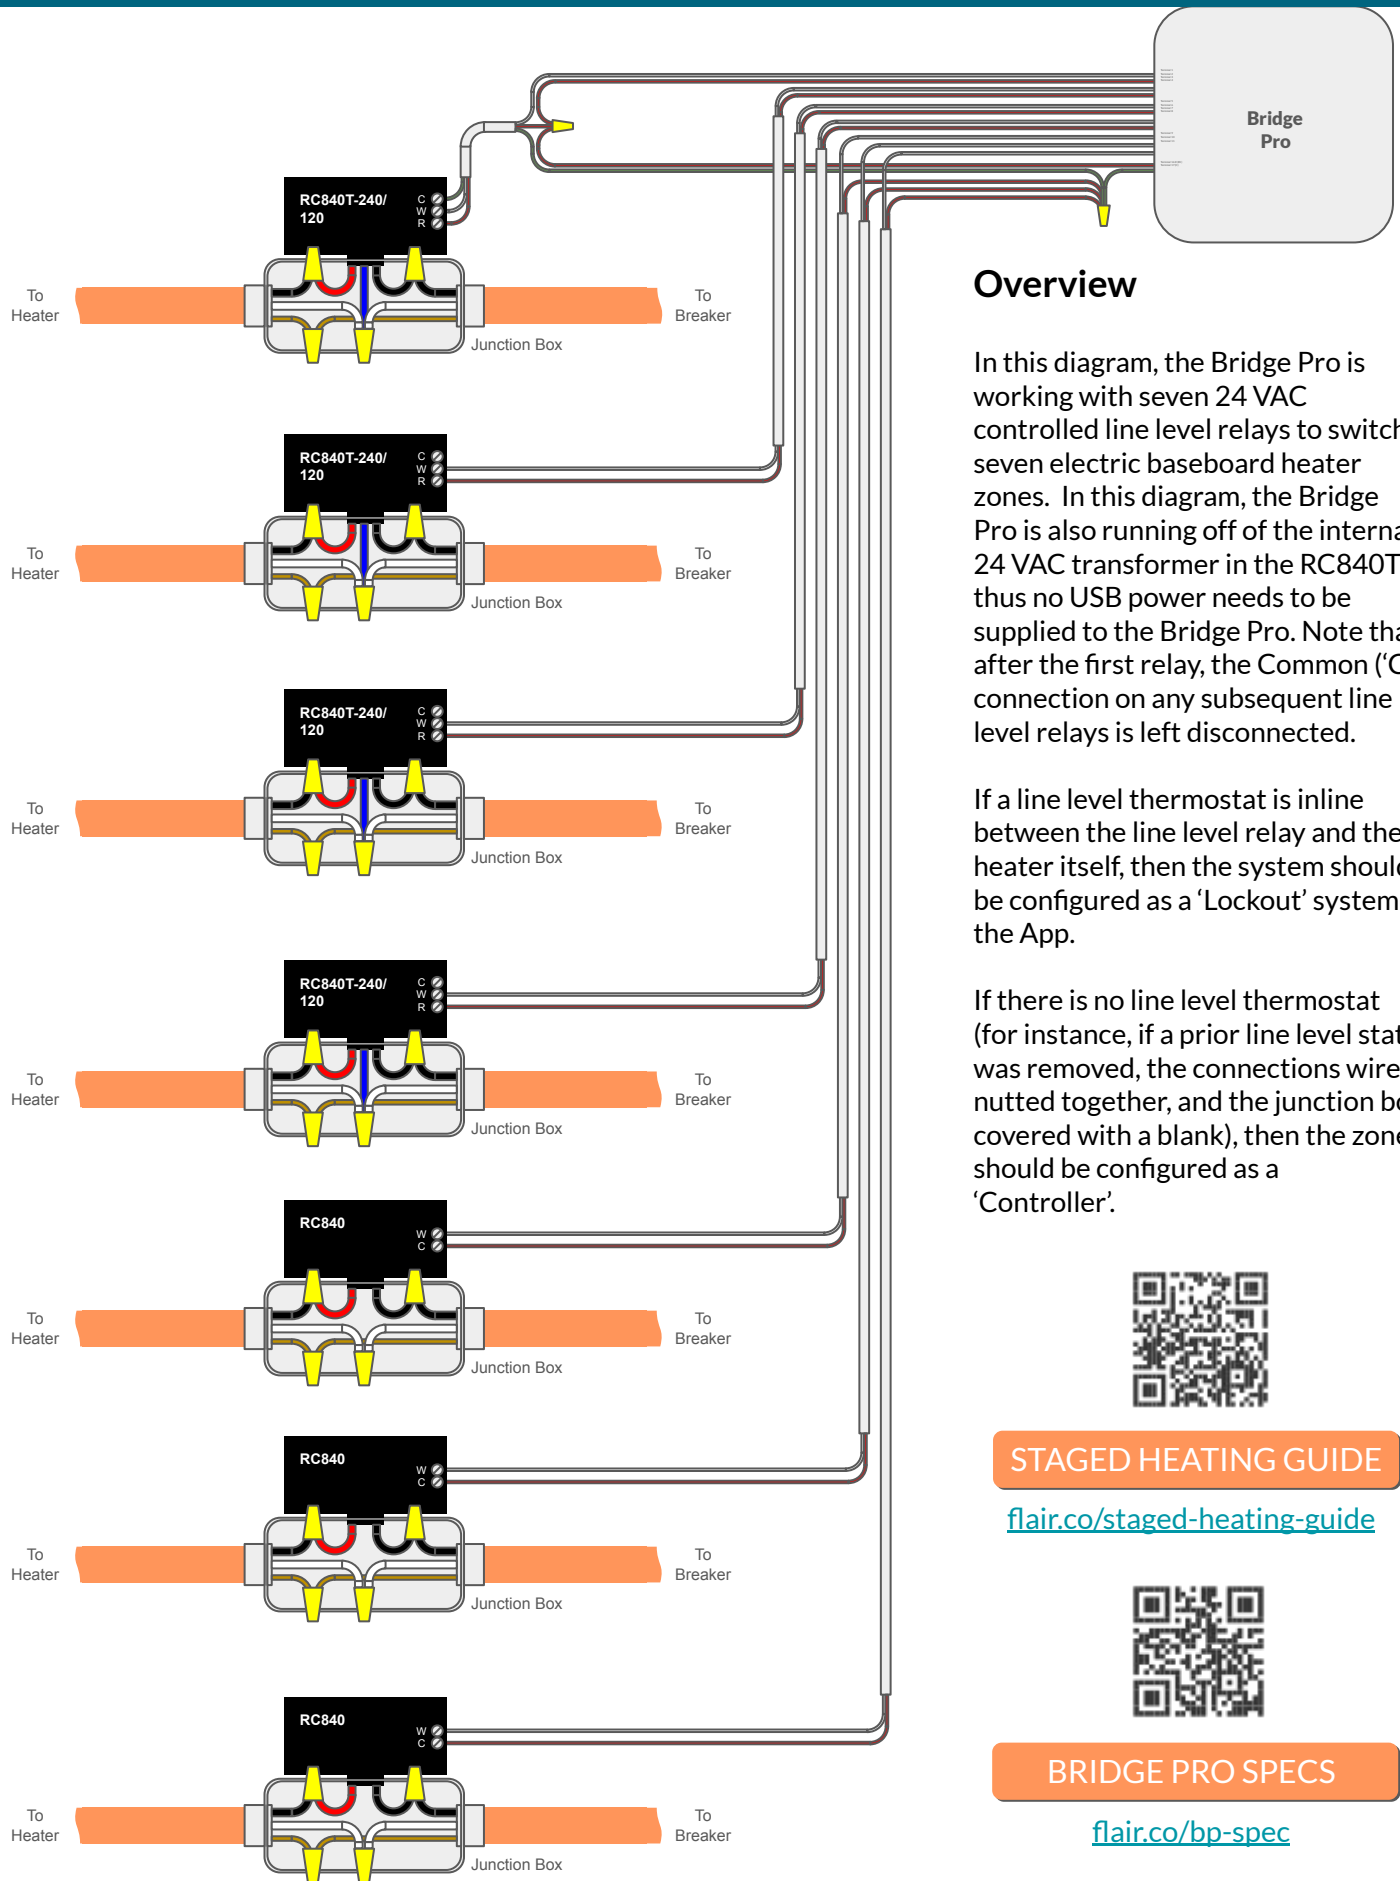 Bridge
Pro
RC840T-240/
120
C
W
R
To
Heater
To
Breaker
Junction Box
RC840T-240/
120
C
W
R
To
Heater
To
Breaker
Junction Box
RC840T-240/
120
C
W
R
To
Heater
To
Breaker
Junction Box
RC840T-240/
120
C
W
R
To
Heater
To
Breaker
Junction Box
RC840
W
C
To
Heater
To
Breaker
Junction Box
RC840
W
C
To
Heater
To
Breaker
Junction Box
RC840
W
C
To
Heater
To
Breaker
Junction Box
Overview
In this diagram, the Bridge Pro is
working with seven 24 VAC
controlled line level relays to switch
seven electric baseboard heater
zones. In this diagram, the Bridge
Pro is also running off of the interna
24 VAC transformer in the RC840T
thus no USB power needs to be
supplied to the Bridge Pro. Note tha
after the first relay, the Common (‘C
connection on any subsequent line
level relays is left disconnected.
If a line level thermostat is inline
between the line level relay and the
heater itself, then the system should
be configured as a ‘Lockout’ system
the App.
If there is no line level thermostat
(for instance, if a prior line level stat
was removed, the connections wire
nutted together, and the junction bo
covered with a blank), then the zone
should be configured as a
‘Controller’.
STAGED HEATING GUIDE
flair.co/staged-heating-guide
BRIDGE PRO SPECS
flair.co/bp-spec